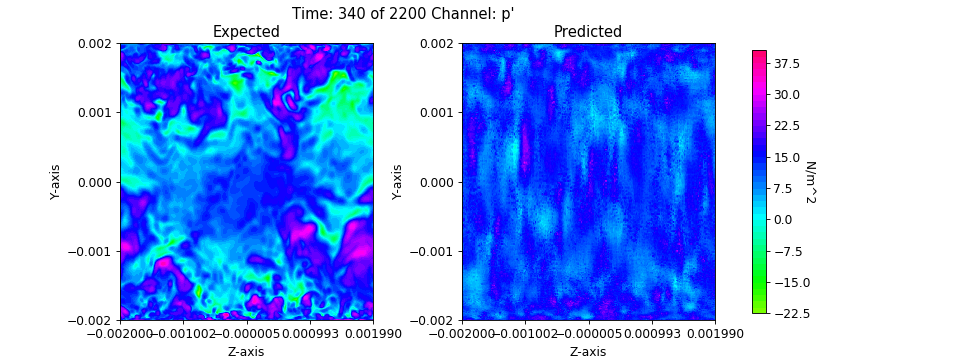 Time: 340 of 2200 Channel: p'
Expected
Predicted
0.002
0.001
0.000
−0.001
−0.002
Y-axis
−0.002000 −0.001002 −0.000005 0.000993 0.001990
Z-axis
0.002
0.001
0.000
−0.001
−0.002
Y-axis
−0.002000 −0.001002 −0.000005 0.000993 0.001990
Z-axis
37.5
30.0
22.5
15.0
7.5
0.0
−7.5
−15.0
−22.5
N/m^2